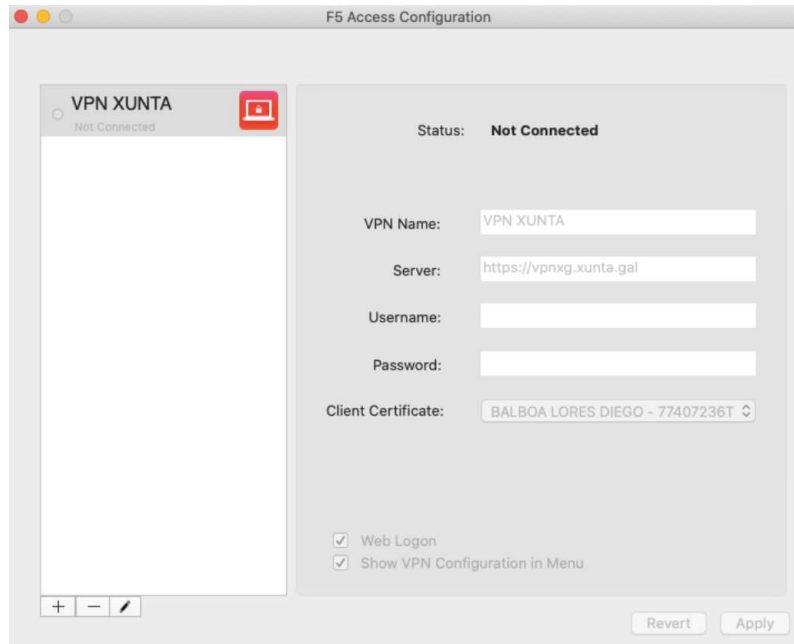 F5 Access Configuration
VPN XUNTA
Not Connected
Status: Not Connected
VPN Name: VPN XUNTA
Server: https://vpnxg.xunta.gal
Username:
Password:
Client Certificate: BALBOA LORES DIEGO - 77407236T
Web Logon
Show VPN Configuration in Menu
Revert Apply